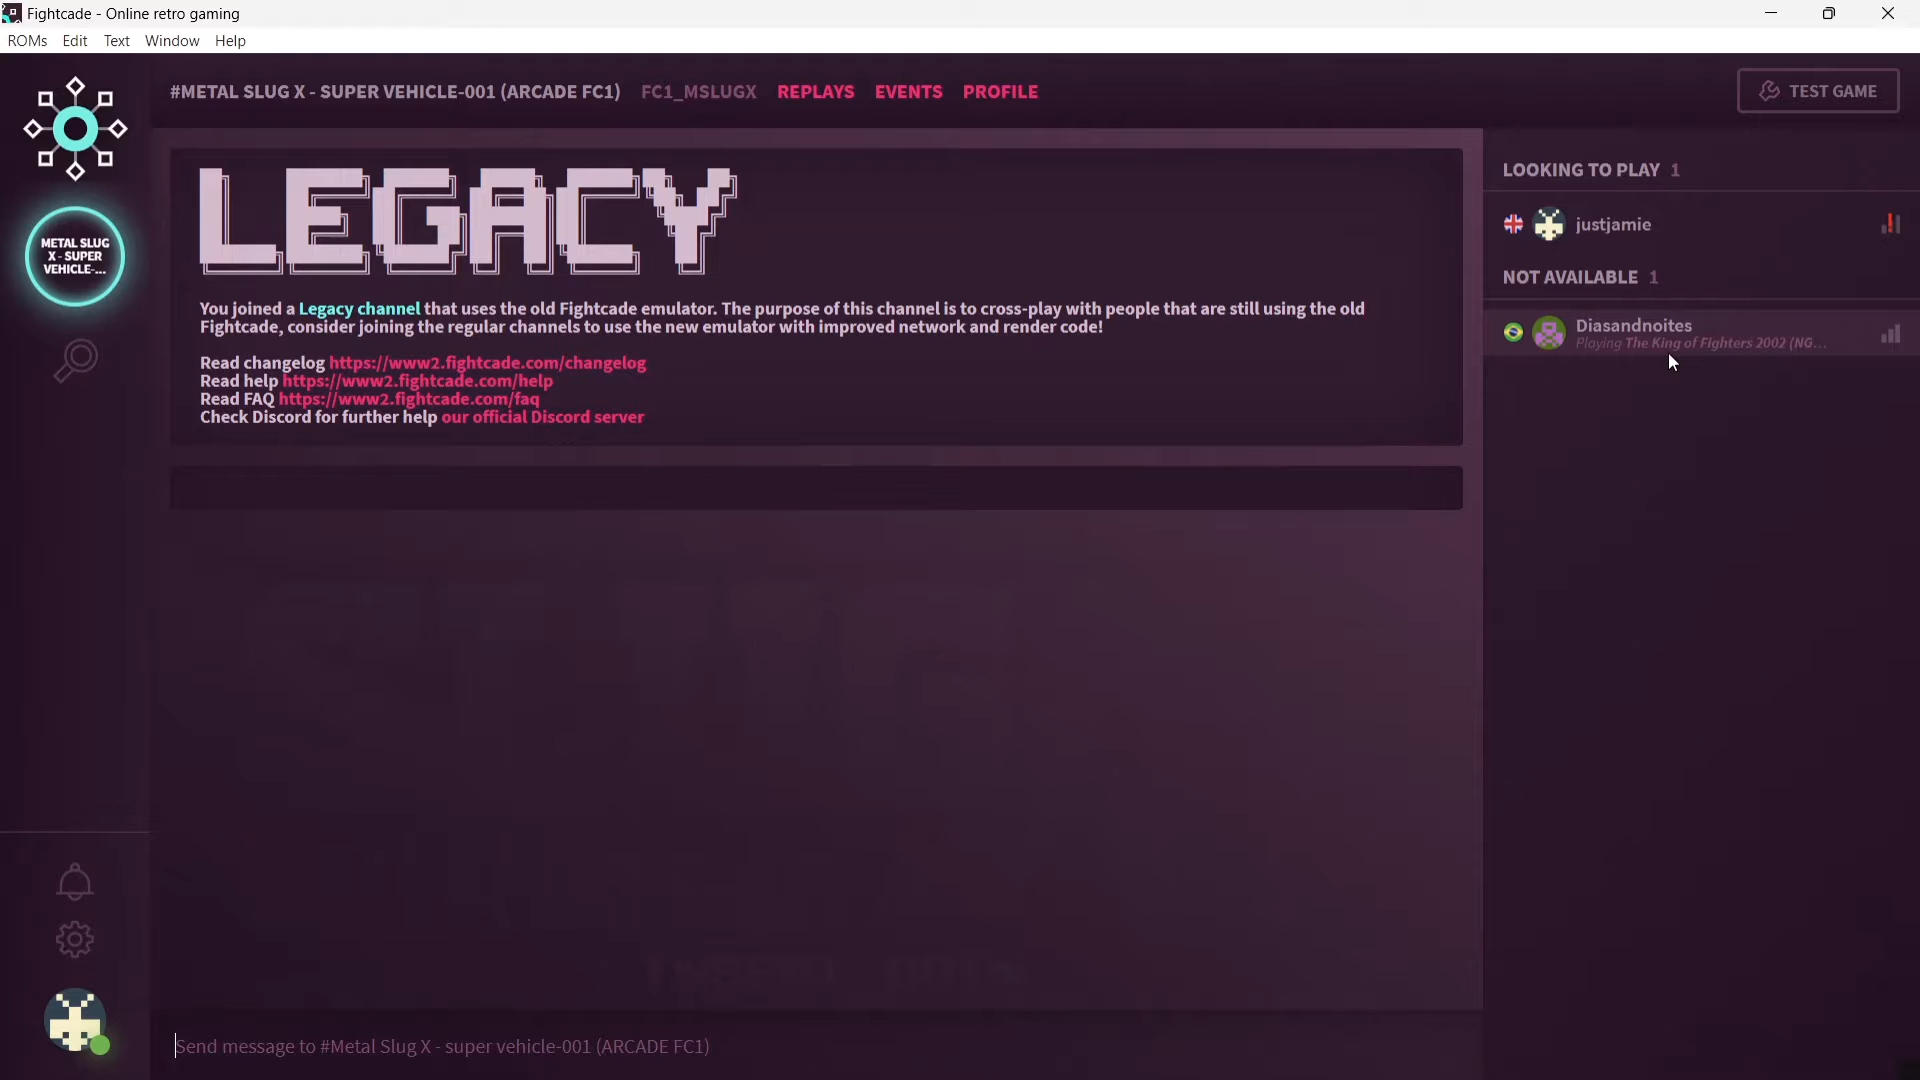 Fightcade - Online retro gaming
ROMs Edit Text Window Help
#METAL SLUG X - SUPER VEHICLE-001 (ARCADE FC1) FC1_MSLUGX REPLAYS EVENTS PROFILE
TEST GAME
METAL SLUG
X - SUPER
VEHICLE-...
LEGACY
You joined a Legacy channel that uses the old Fightcade emulator. The purpose of this channel is to cross-play with people that are still using the old
Fightcade, consider joining the regular channels to use the new emulator with improved network and render code!
Read changelog https://www2.fightcade.com/changelog
Read help https://www2.fightcade.com/help
Read FAQ https://www2.fightcade.com/faq
Check Discord for further help our official Discord server
LOOKING TO PLAY 1
justjamie
NOT AVAILABLE 1
Diasandnoites
Playing The King of Fighters 2002 (NG...
Send message to #Metal Slug X - super vehicle-001 (ARCADE FC1)